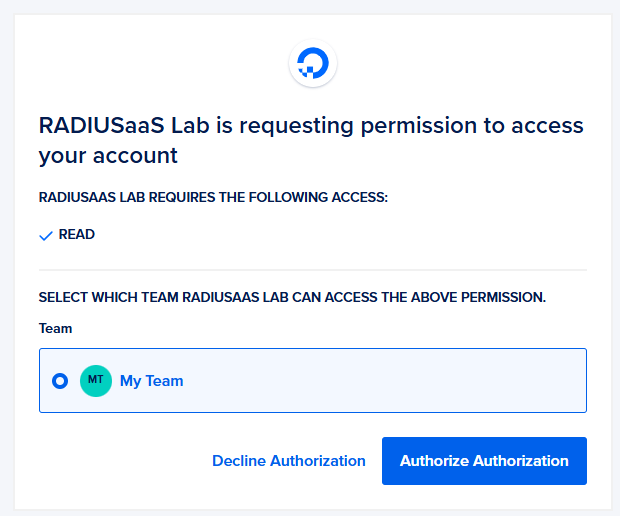 RADIUSaaS Lab is requesting permission to access
your account
RADIUSAAS LAB REQUIRES THE FOLLOWING ACCESS:
READ
SELECT WHICH TEAM RADIUSAAS LAB CAN ACCESS THE ABOVE PERMISSION.
Team
MT My Team
Decline Authorization Authorize Authorization